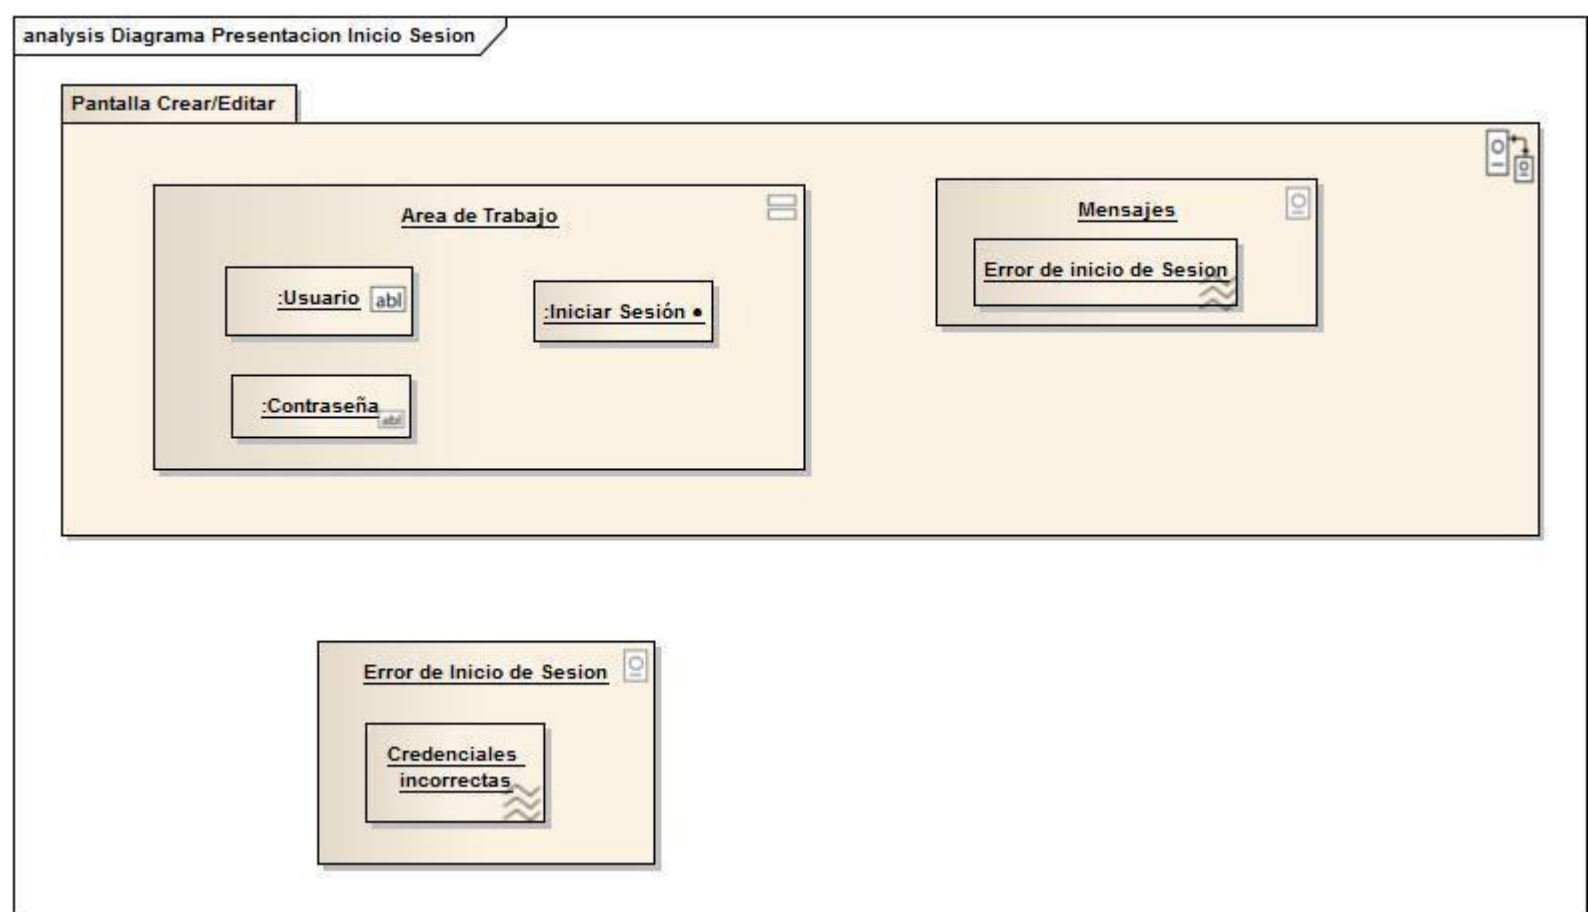 analysis Diagrama Presentacion Inicio Sesion
Pantalla Crear/Editar
Area de Trabajo
:Usuario abl
:Iniciar Sesión •
:Contraseña abl
Mensajes
Error de inicio de Sesion
Error de Inicio de Sesion
Credenciales
incorrectas